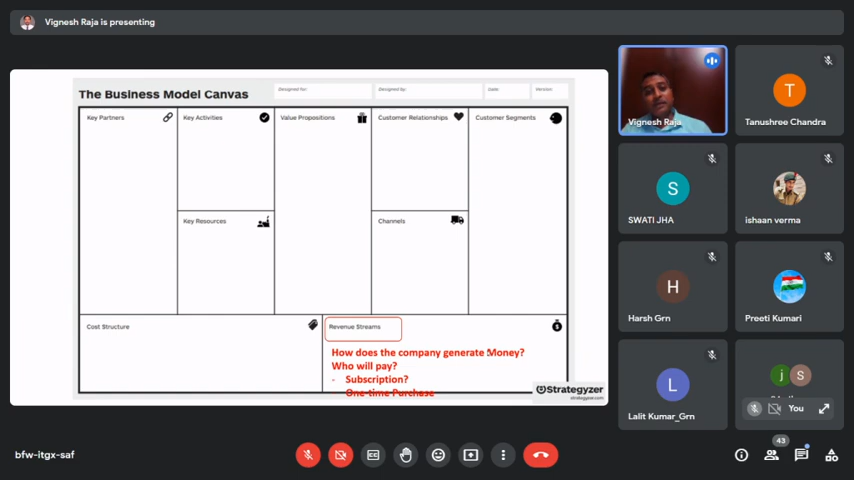 Vignesh Raja is presenting
The Business Model Canvas
Designed for:
Designed by:
Date:
Version:
Key Partners
Key Activities
Value Propositions
Customer Relationships
Customer Segments
Key Resources
Channels
Cost Structure
Revenue Streams
How does the company generate Money?
Who will pay?
- Subscription?
- One-time Purchase
Strategyzer
strategyzer.com
Vignesh Raja
T
Tanushree Chandra
S
SWATI JHA
ishaan verma
H
Harsh Grn
Preeti Kumari
L
Lalit Kumar_Grn
j
S
You
bfw-itgx-saf
CC
43